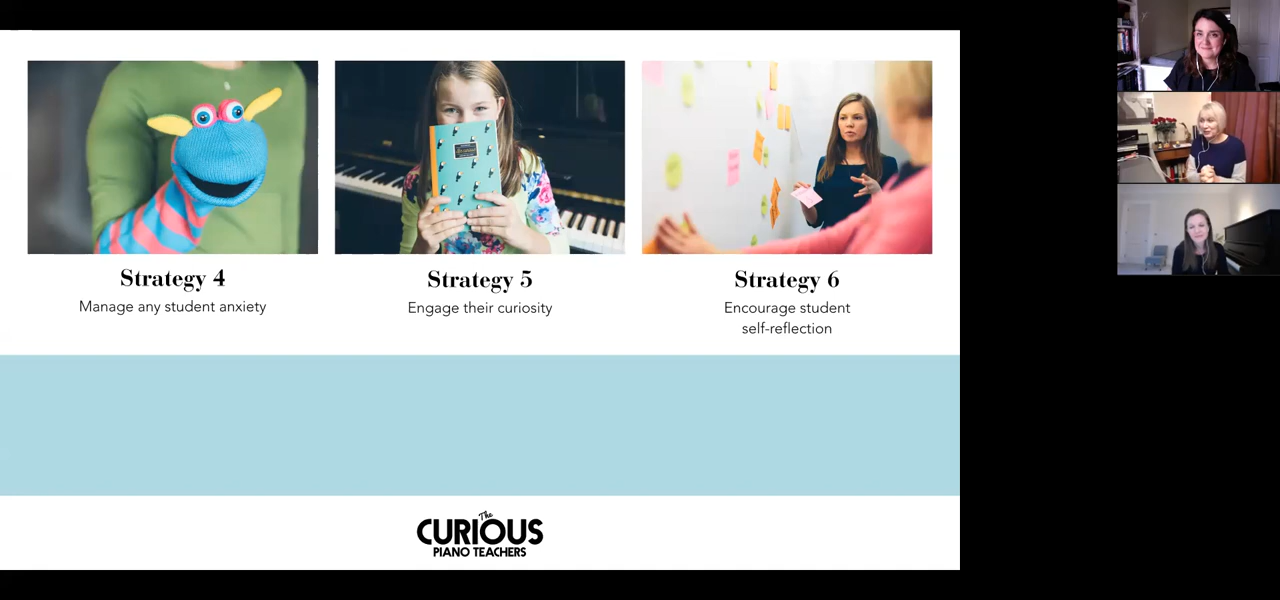 Strategy 4
Manage any student anxiety
Strategy 5
Engage their curiosity
Strategy 6
Encourage student
self-reflection
The
CURIOUS
PIANO TEACHERS